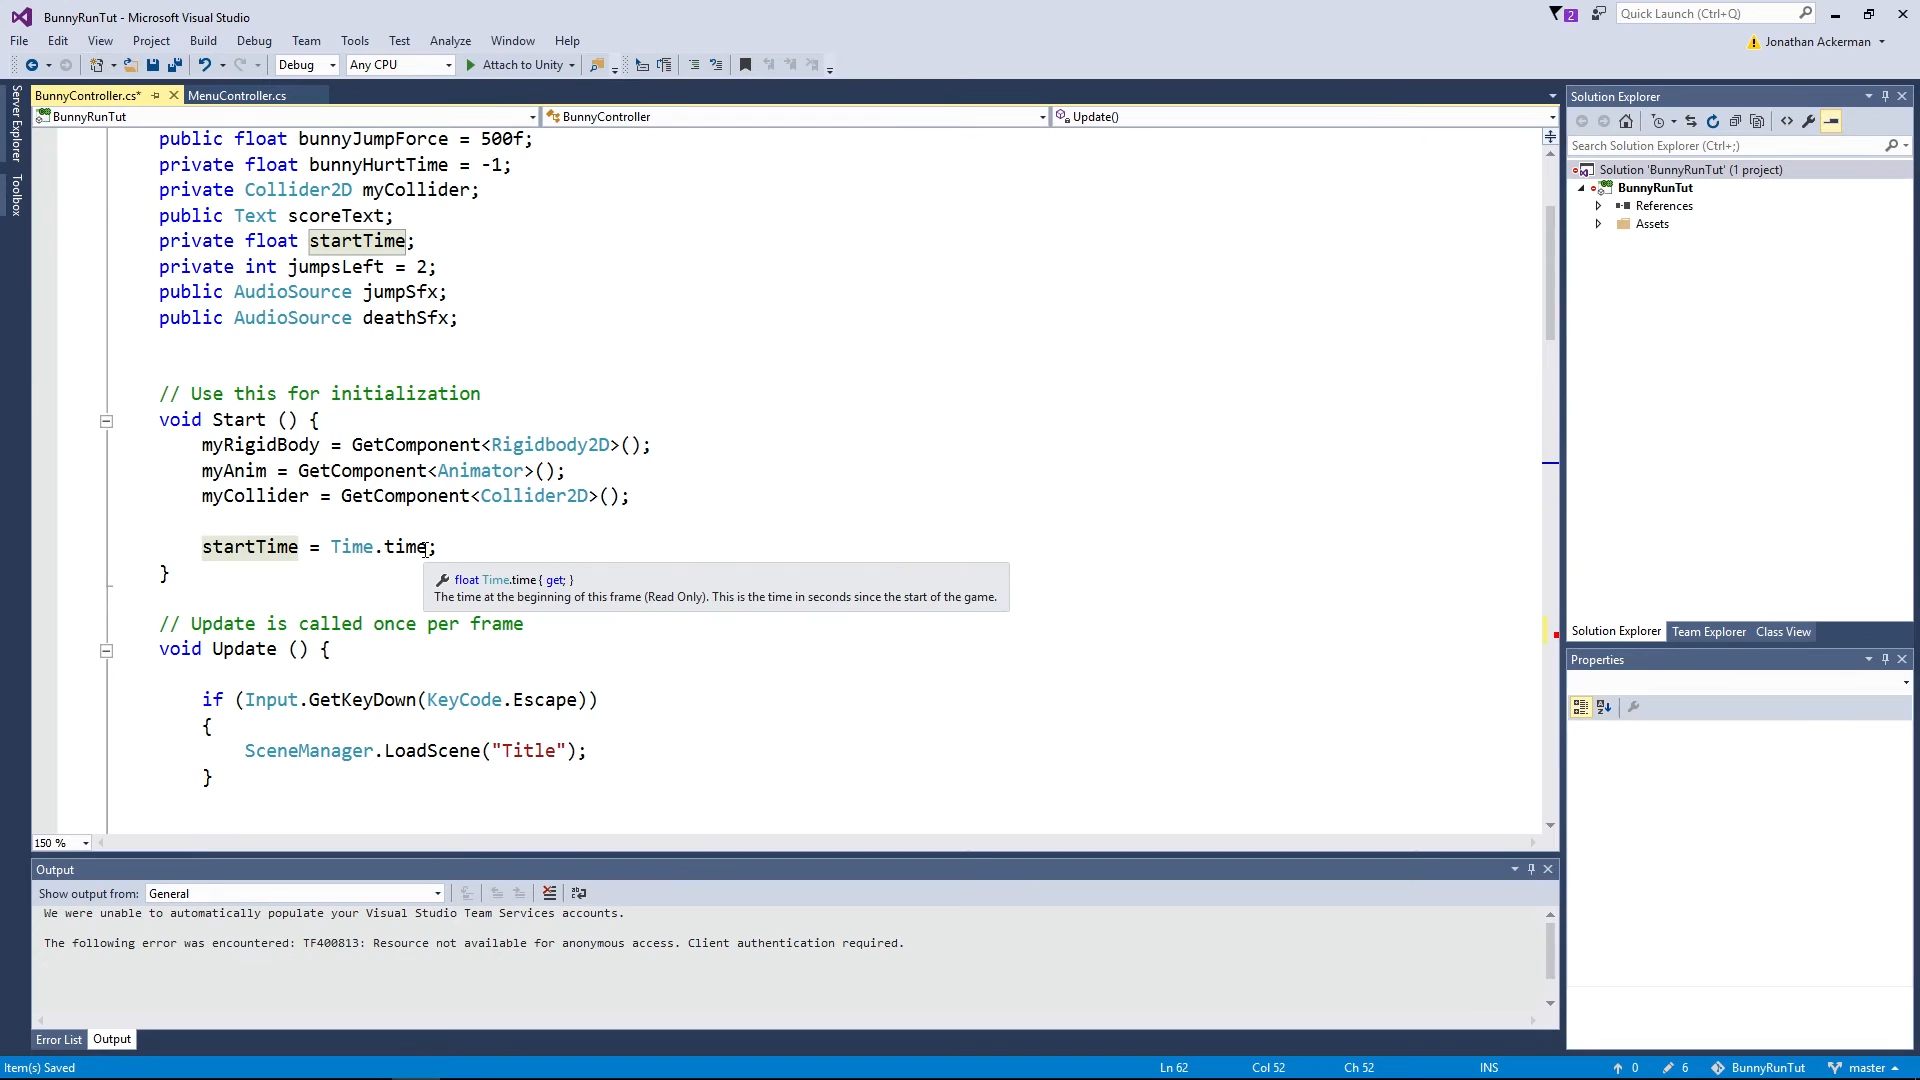 BunnyRunTut - Microsoft Visual Studio
2
Quick Launch (Ctrl+Q)
File Edit View Project Build Debug Team Tools Test Analyze Window Help
Jonathan Ackerman
Debug Any CPU Attach to Unity
Server Explorer
Toolbox
BunnyController.cs* MenuController.cs
BunnyRunTut BunnyController Update()
public float bunnyJumpForce = 500f;
private float bunnyHurtTime = -1;
private Collider2D myCollider;
public Text scoreText;
private float startTime;
private int jumpsLeft = 2;
public AudioSource jumpSfx;
public AudioSource deathSfx;
// Use this for initialization
void Start () {
myRigidBody = GetComponent<Rigidbody2D>();
myAnim = GetComponent<Animator>();
myCollider = GetComponent<Collider2D>();
startTime = Time.time;
}
float Time.time { get; }
The time at the beginning of this frame (Read Only). This is the time in seconds since the start of the game.
// Update is called once per frame
void Update () {
if (Input.GetKeyDown(KeyCode.Escape))
{
SceneManager.LoadScene("Title");
}
150 %
Solution Explorer
Search Solution Explorer (Ctrl+;)
Solution 'BunnyRunTut' (1 project)
BunnyRunTut
References
Assets
Solution Explorer Team Explorer Class View
Properties
Output
Show output from: General
We were unable to automatically populate your Visual Studio Team Services accounts.
The following error was encountered: TF400813: Resource not available for anonymous access. Client authentication required.
Error List Output
Item(s) Saved Ln 62 Col 52 Ch 52 INS 0 6 BunnyRunTut master